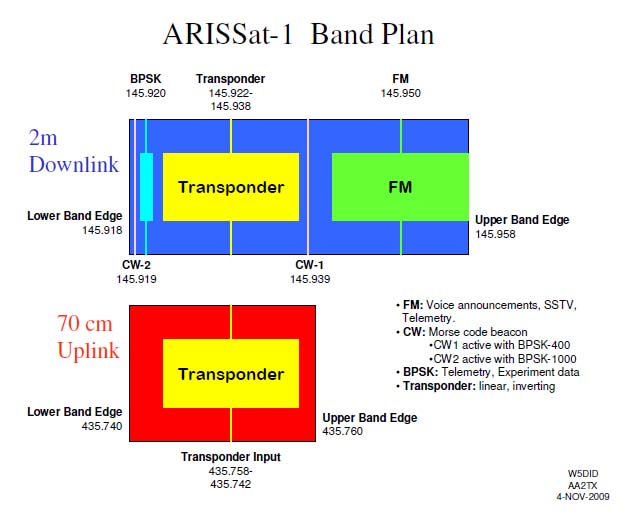 ARISSat-1 Band Plan
BPSK
145.920
Transponder
145.922-
145.938
FM
145.950
2m
Downlink
Transponder
FM
Lower Band Edge
145.918
Upper Band Edge
145.958
CW-2
145.919
CW-1
145.939
70 cm
Uplink
Transponder
Lower Band Edge
435.740
Upper Band Edge
435.760
Transponder Input
435.758-
435.742
• FM: Voice announcements, SSTV,
Telemetry.
• CW: Morse code beacon
•CW1 active with BPSK-400
•CW2 active with BPSK-1000
• BPSK: Telemetry, Experiment data
• Transponder: linear, inverting
W5DID
AA2TX
4-NOV-2009